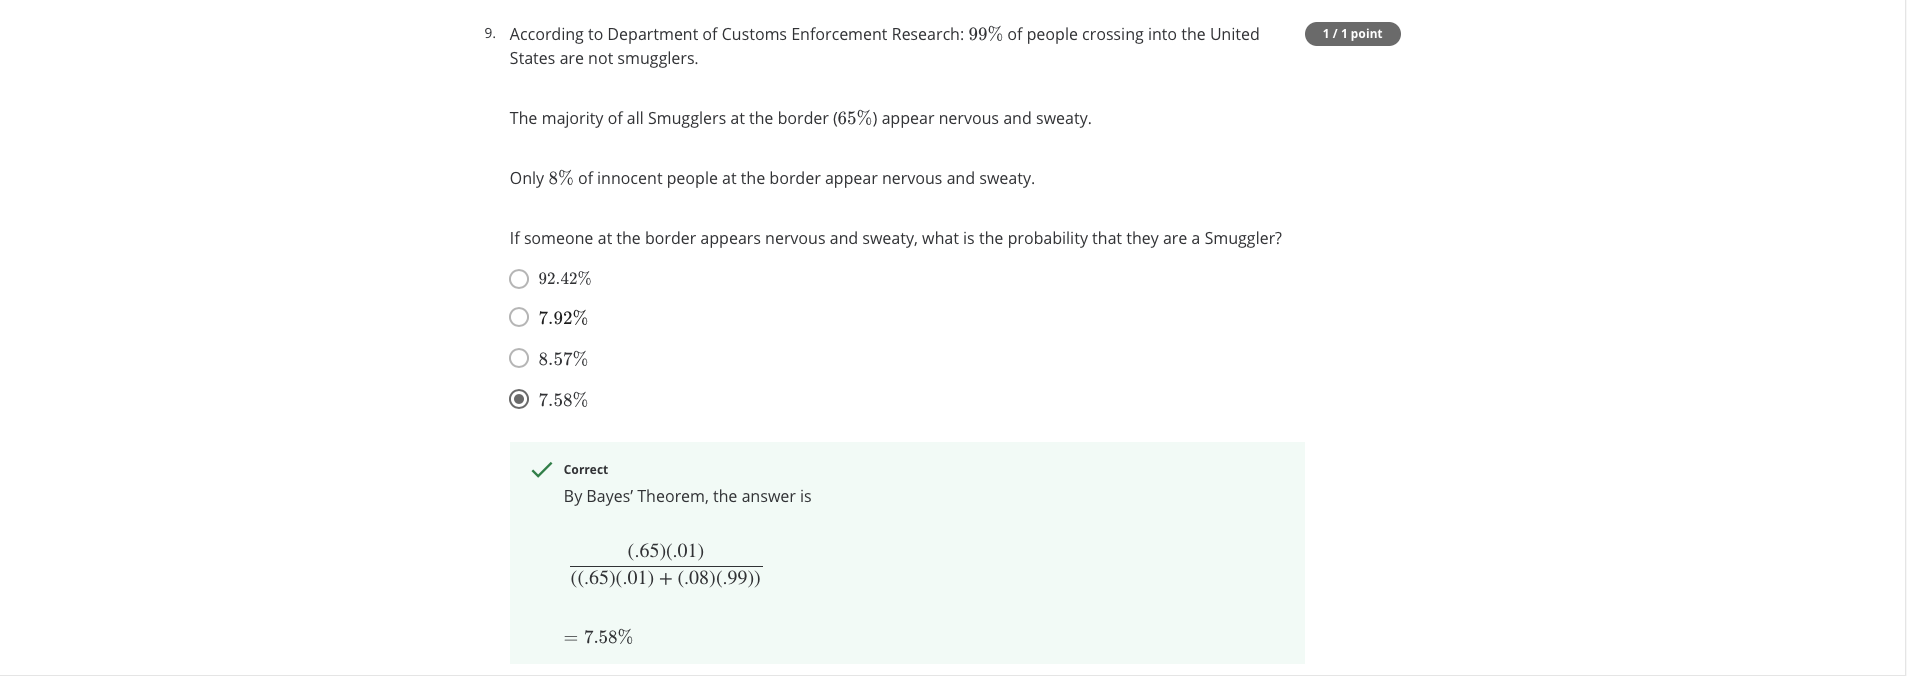 9. According to Department of Customs Enforcement Research: 99% of people crossing into the United
1 / 1 point
States are not smugglers.
The majority of all Smugglers at the border (65%) appear nervous and sweaty.
Only 8% of innocent people at the border appear nervous and sweaty.
If someone at the border appears nervous and sweaty, what is the probability that they are a Smuggler?
92.42%
7.92%
8.57%
7.58%
Correct
By Bayes’ Theorem, the answer is
(.65)(.01)
((.65)(.01) + (.08)(.99))
= 7.58%